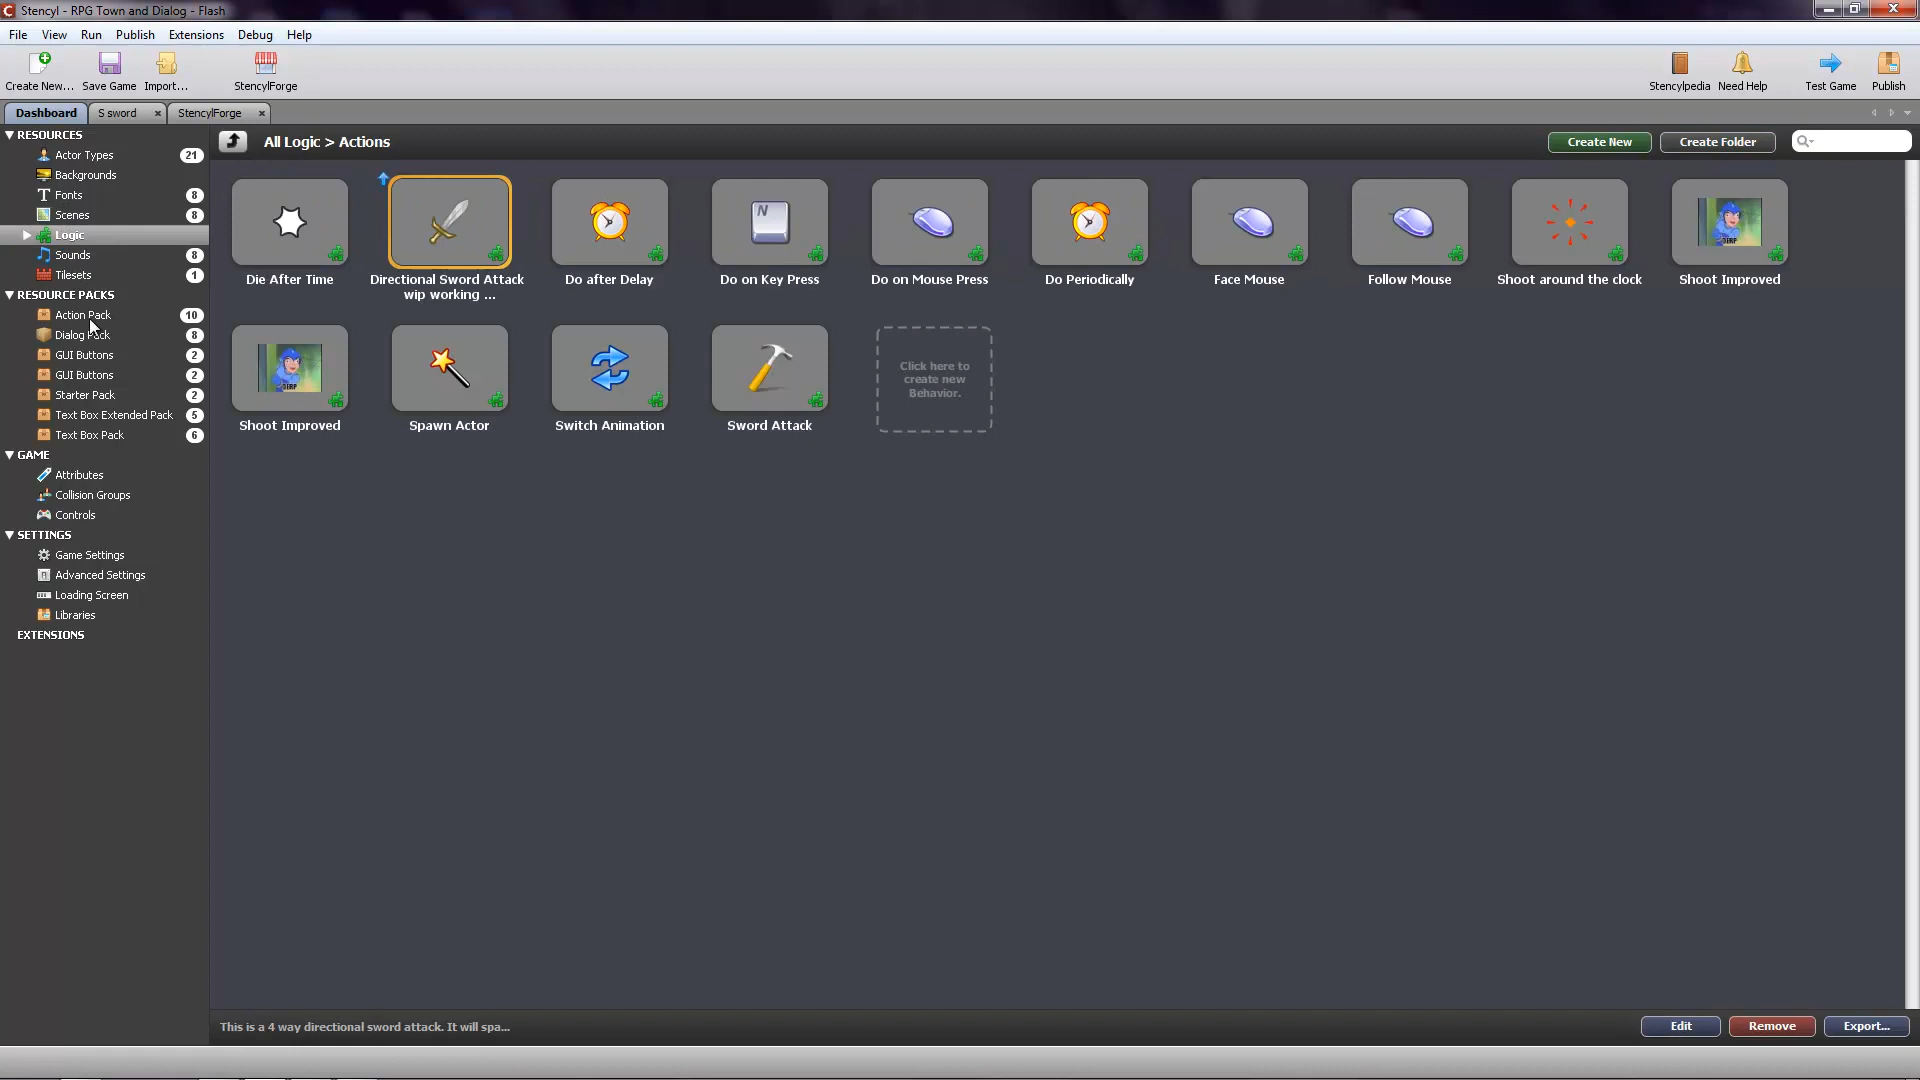 Stencyl - RPG Town and Dialog - Flash
File View Run Publish Extensions Debug Help
Create New... Save Game Import... StencylForge Stencylpedia Need Help Test Game Publish
Dashboard S sword StencylForge
RESOURCES
Actor Types 21
Backgrounds
Fonts 8
Scenes 8
Logic
Sounds 8
Tilesets 1
RESOURCE PACKS
Action Pack 10
Dialog Pack 8
GUI Buttons 2
GUI Buttons 2
Starter Pack 2
Text Box Extended Pack 5
Text Box Pack 6
GAME
Attributes
Collision Groups
Controls
SETTINGS
Game Settings
Advanced Settings
Loading Screen
Libraries
EXTENSIONS
All Logic > Actions Create New Create Folder
N
DERP
Die After Time
Directional Sword Attack
wip working ...
Do after Delay
Do on Key Press
Do on Mouse Press
Do Periodically
Face Mouse
Follow Mouse
Shoot around the clock
Shoot Improved
DERP
Shoot Improved
Spawn Actor
Switch Animation
Sword Attack
Click here to
create new
Behavior.
This is a 4 way directional sword attack. It will spa...
Edit Remove Export...